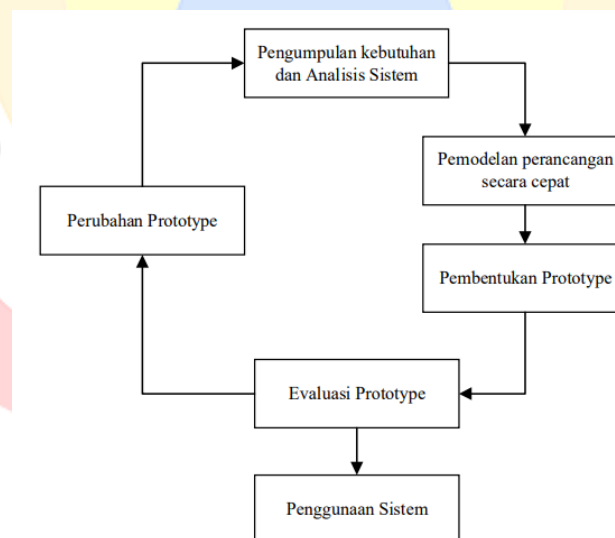 Pengumpulan kebutuhan
dan Analisis Sistem
Pemodelan perancangan
secara cepat
Perubahan Prototype
Pembentukan Prototype
Evaluasi Prototype
Penggunaan Sistem